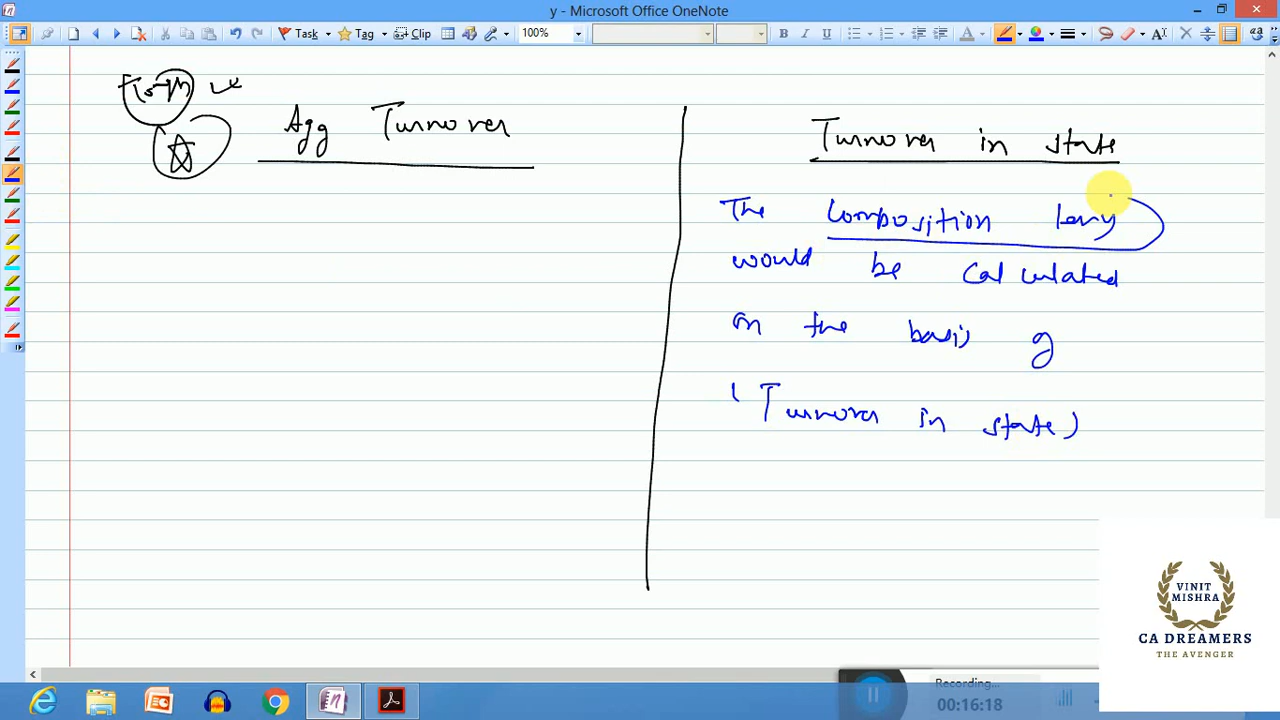 y - Microsoft Office OneNote
Task Tag Clip 100% B I U
Agg Turnover
Turnover in state
The Composition levy
would be Calculated
on the basis of
(Turnover in state)
VINIT
MISHRA
CA DREAMERS
THE AVENGER
Recording...
00:16:18